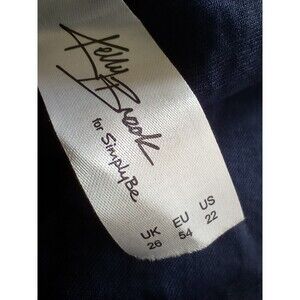 Kelly
Brook
for SimplyBe
UK EU US
26 54 22